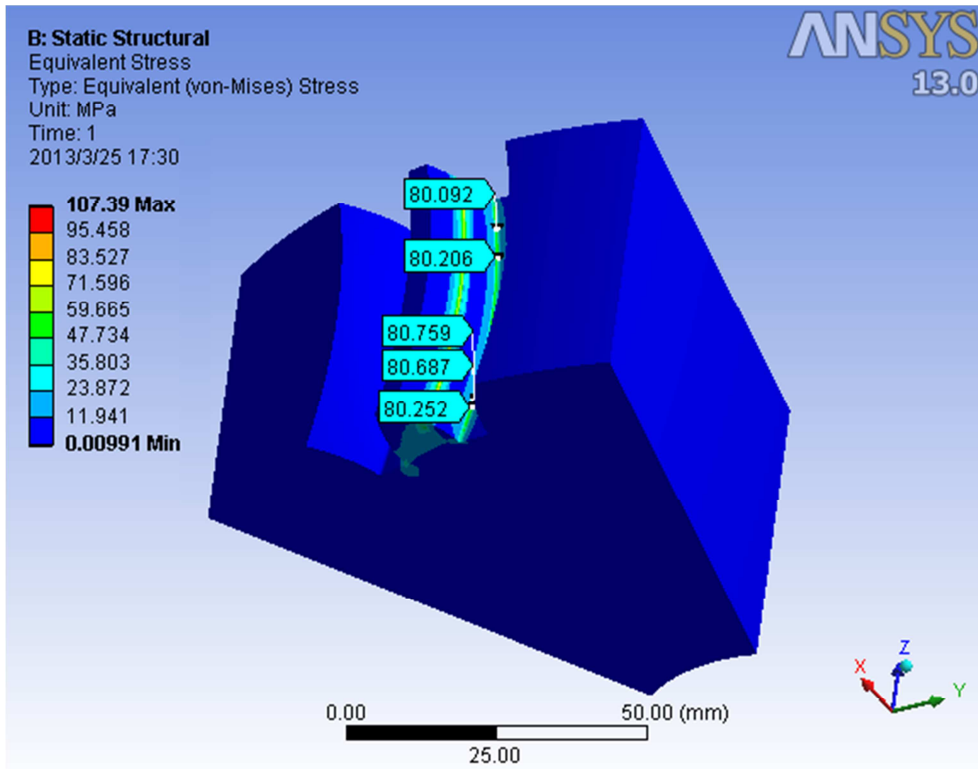 B: Static Structural
Equivalent Stress
Type: Equivalent (von-Mises) Stress
Unit: MPa
Time: 1
2013/3/25 17:30
ANSYS
13.0
107.39 Max
95.458
83.527
71.596
59.665
47.734
35.803
23.872
11.941
0.00991 Min
80.092
80.206
80.759
80.687
80.252
0.00
50.00 (mm)
25.00
X
Z
Y